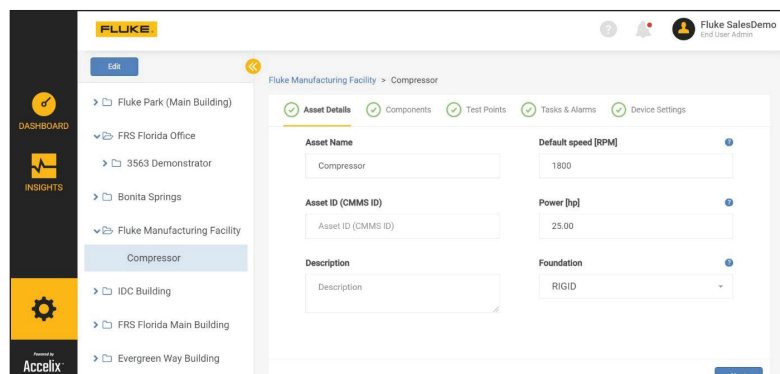 FLUKE
Fluke SalesDemo
End User Admin
Edit
Fluke Manufacturing Facility > Compressor
Fluke Park (Main Building)
Asset Details Components Test Points Tasks & Alarms Device Settings
DASHBOARD
FRS Florida Office
Asset Name Default speed [RPM]
3563 Demonstrator
Compressor 1800
INSIGHTS
Bonita Springs
Asset ID (CMMS ID) Power [hp]
Asset ID (CMMS ID) 25.00
Fluke Manufacturing Facility
Compressor
Description Foundation
Description RIGID
IDC Building
FRS Florida Main Building
Powered by
Accelix
Evergreen Way Building